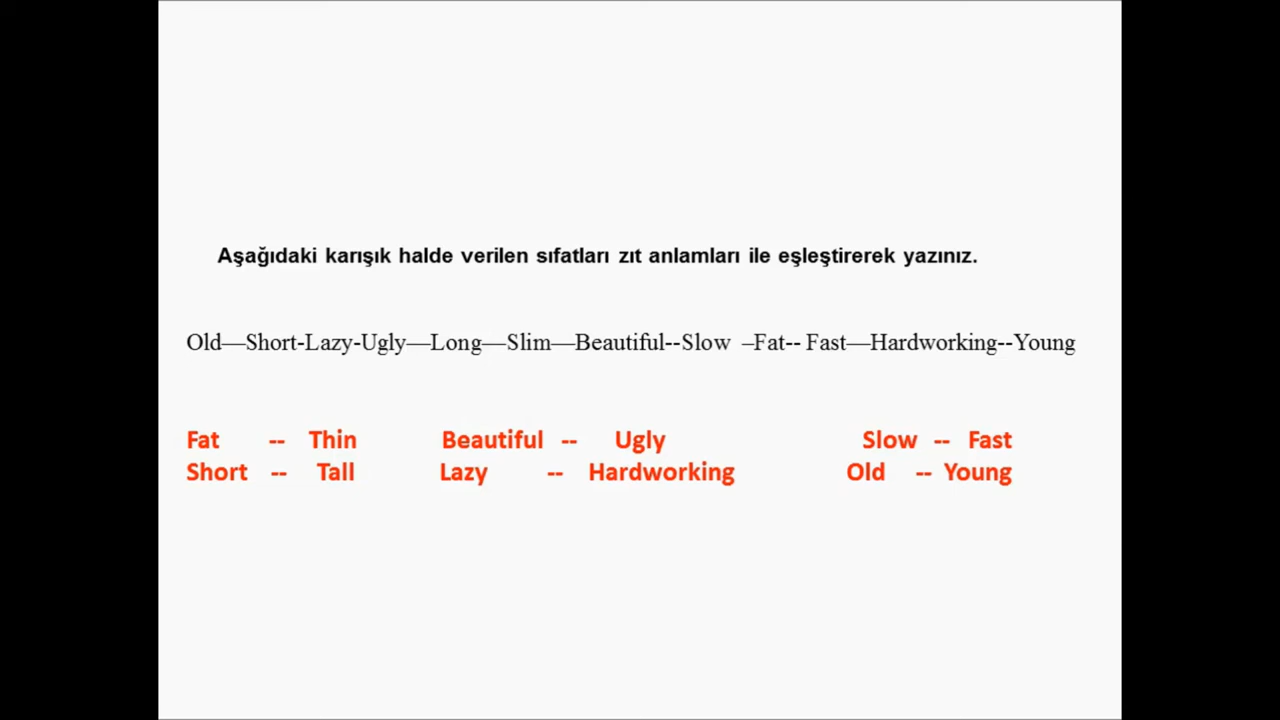 Aşağıdaki karışık halde verilen sıfatları zıt anlamları ile eşleştirerek yazınız.
Old—Short-Lazy-Ugly—Long—Slim—Beautiful--Slow –Fat-- Fast—Hardworking--Young
Fat -- Thin Beautiful -- Ugly Slow -- Fast
Short -- Tall Lazy -- Hardworking Old -- Young